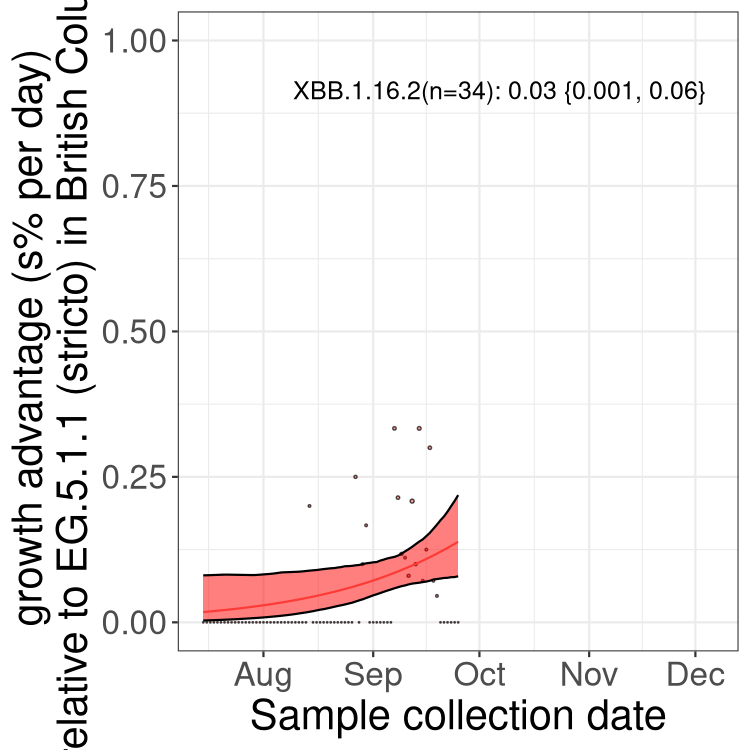 growth advantage (s% per day)
relative to EG.5.1.1 (stricto) in British Colu
1.00
0.75
0.50
0.25
0.00
XBB.1.16.2(n=34): 0.03 {0.001, 0.06}
Aug Sep Oct Nov Dec
Sample collection date